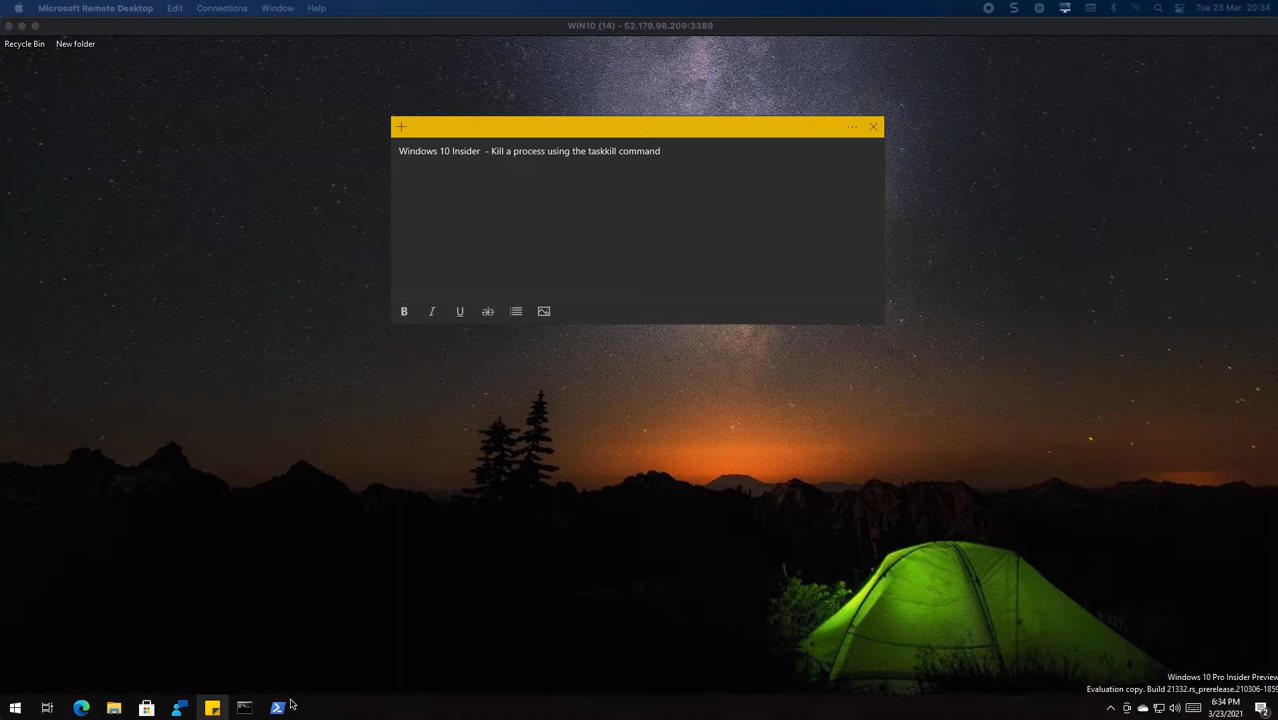 Microsoft Remote Desktop Edit Connections Window Help Tue 23 Mar 20:34
WIN10 (14) - 52.179.98.209:3389
Recycle Bin New folder
Windows 10 Insider - Kill a process using the taskkill command
B I U ab
Windows 10 Pro Insider Preview
Evaluation copy. Build 21332.rs_prerelease.210306-1859
6:34 PM
3/23/2021
2